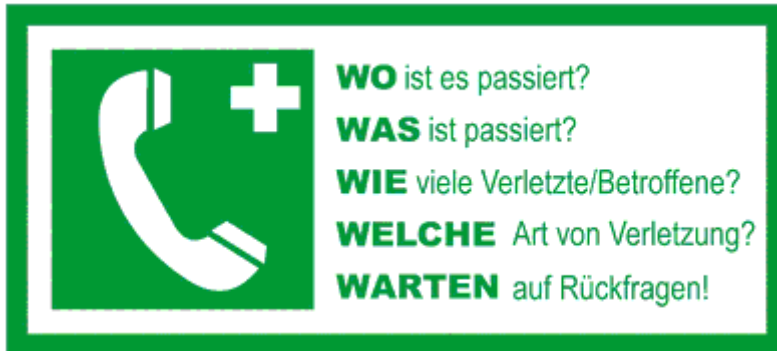 WO ist es passiert?
WAS ist passiert?
WIE viele Verletzte/Betroffene?
WELCHE Art von Verletzung?
WARTEN auf Rückfragen!